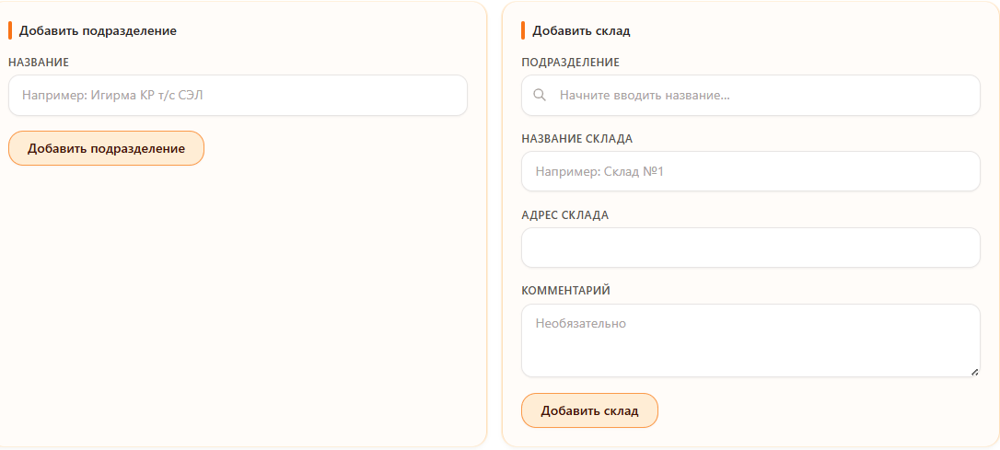 Добавить подразделение
НАЗВАНИЕ
Например: Игирма КР т/с СЭЛ
Добавить подразделение
Добавить склад
ПОДРАЗДЕЛЕНИЕ
Начните вводить название...
НАЗВАНИЕ СКЛАДА
Например: Склад №1
АДРЕС СКЛАДА
КОММЕНТАРИЙ
Необязательно
Добавить склад